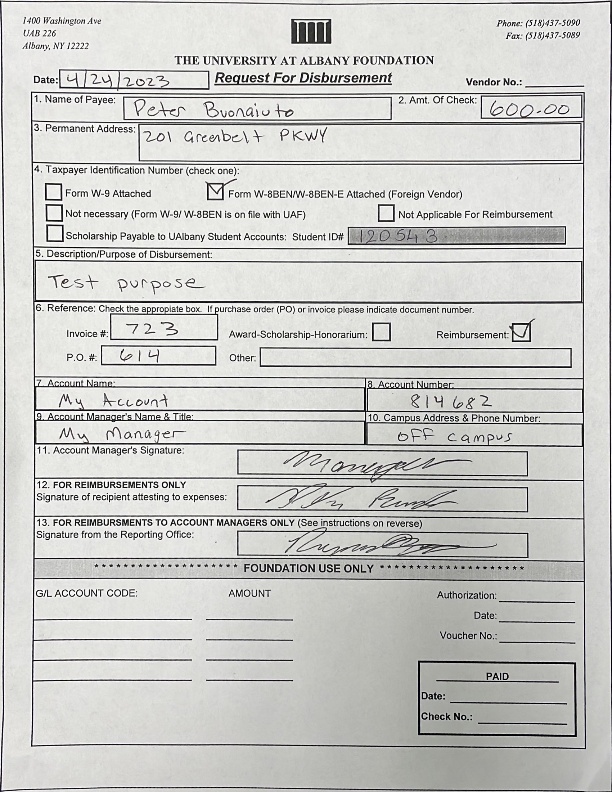 1400 Washington Ave
UAB 226
Albany, NY 12222
Phone: (518)437-5090
Fax: (518)437-5089
THE UNIVERSITY AT ALBANY FOUNDATION
Date: 4/24/2023 Request For Disbursement Vendor No.:
1. Name of Payee: Peter Buonaiuto 2. Amt. Of Check: 600.00
3. Permanent Address: 201 Greenbelt PKWY
4. Taxpayer Identification Number (check one):
Form W-9 Attached Form W-8BEN/W-8BEN-E Attached (Foreign Vendor)
Not necessary (Form W-9/ W-8BEN is on file with UAF) Not Applicable For Reimbursement
Scholarship Payable to UAlbany Student Accounts: Student ID# 120543
5. Description/Purpose of Disbursement:
Test purpose
6. Reference: Check the appropiate box. If purchase order (PO) or invoice please indicate document number.
Invoice #: 723 Award-Scholarship-Honorarium: Reimbursement:
P.O. #: 614 Other:
7. Account Name: 8. Account Number:
My Account 814682
9. Account Manager's Name & Title: 10. Campus Address & Phone Number:
My Manager off campus
11. Account Manager's Signature:
12. FOR REIMBURSEMENTS ONLY
Signature of recipient attesting to expenses:
13. FOR REIMBURSMENTS TO ACCOUNT MANAGERS ONLY (See instructions on reverse)
Signature from the Reporting Office:
* * * * * * * * * * * * * * * * * * * FOUNDATION USE ONLY * * * * * * * * * * * * * * * * * * *
G/L ACCOUNT CODE: AMOUNT Authorization:
Date:
Voucher No.:
PAID
Date:
Check No.: